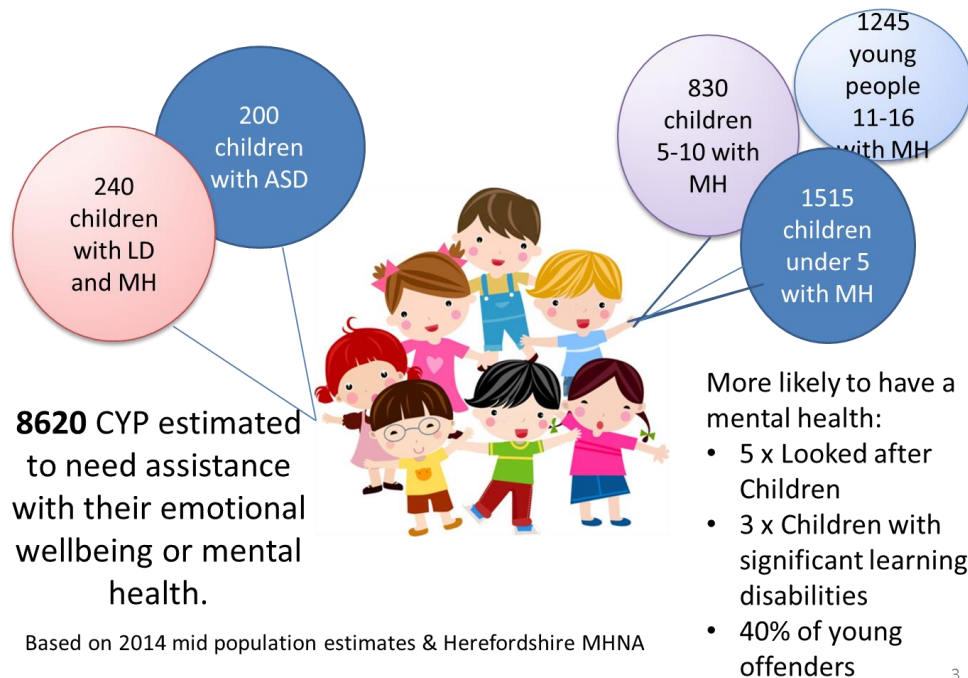 200
children
with ASD
240
children
with LD
and MH
830
children
5-10 with
MH
1245
young
people
11-16
with MH
1515
children
under 5
with MH
8620 CYP estimated
to need assistance
with their emotional
wellbeing or mental
health.
Based on 2014 mid population estimates & Herefordshire MHNA
More likely to have a
mental health:
• 5 x Looked after
Children
• 3 x Children with
significant learning
disabilities
• 40% of young
offenders
3